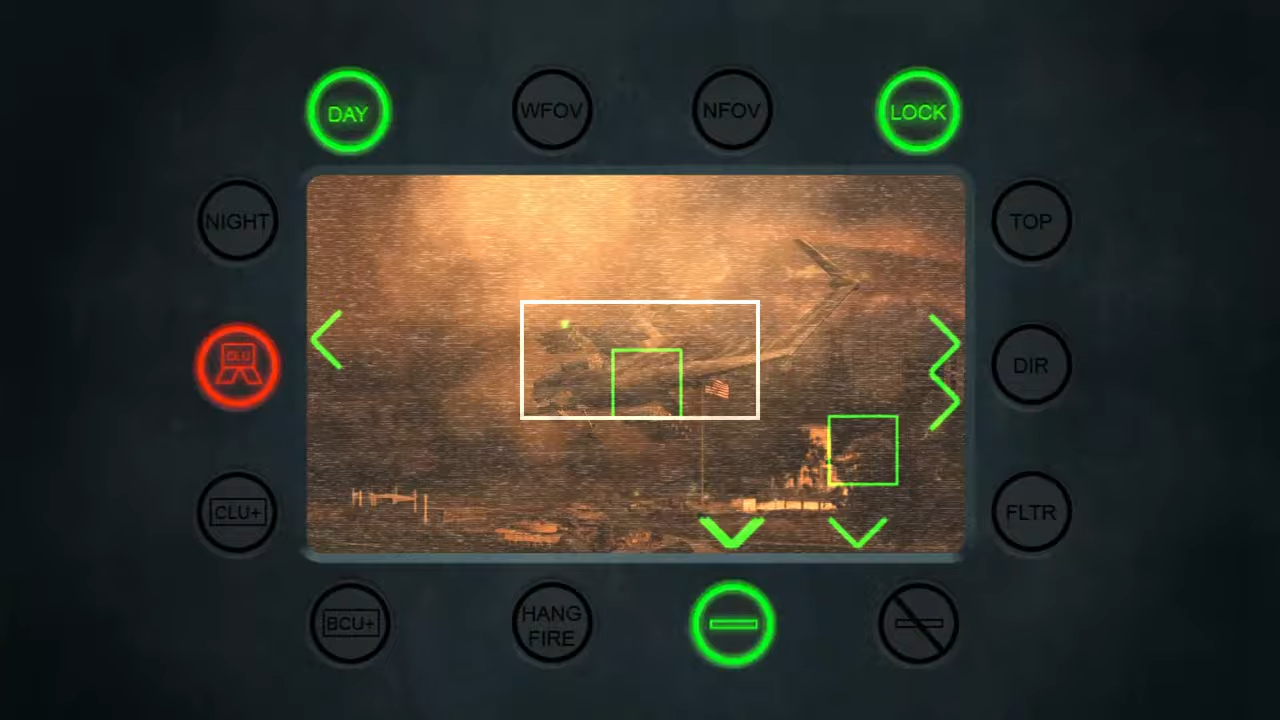 DAY
WFOV
NFOV
LOCK
NIGHT
TOP
CLU
DIR
CLU+
FLTR
BCU+
HANG
FIRE